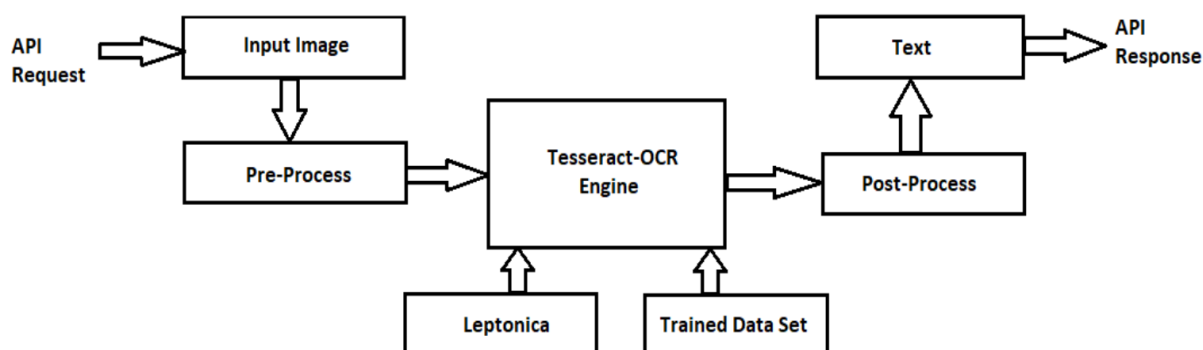 API
Request
Input Image
Pre-Process
Tesseract-OCR
Engine
Leptonica
Trained Data Set
Post-Process
Text
API
Response